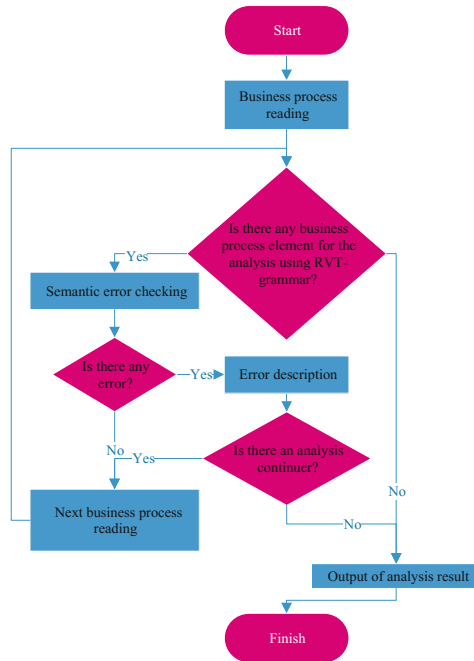 Start
Business process
reading
Is there any business
process element for the
analysis using RVT-
grammar?
Yes
Semantic error checking
Is there any
error?
Yes
Error description
No
Yes
Is there an analysis
continuer?
No
Next business process
reading
No
Output of analysis result
Finish